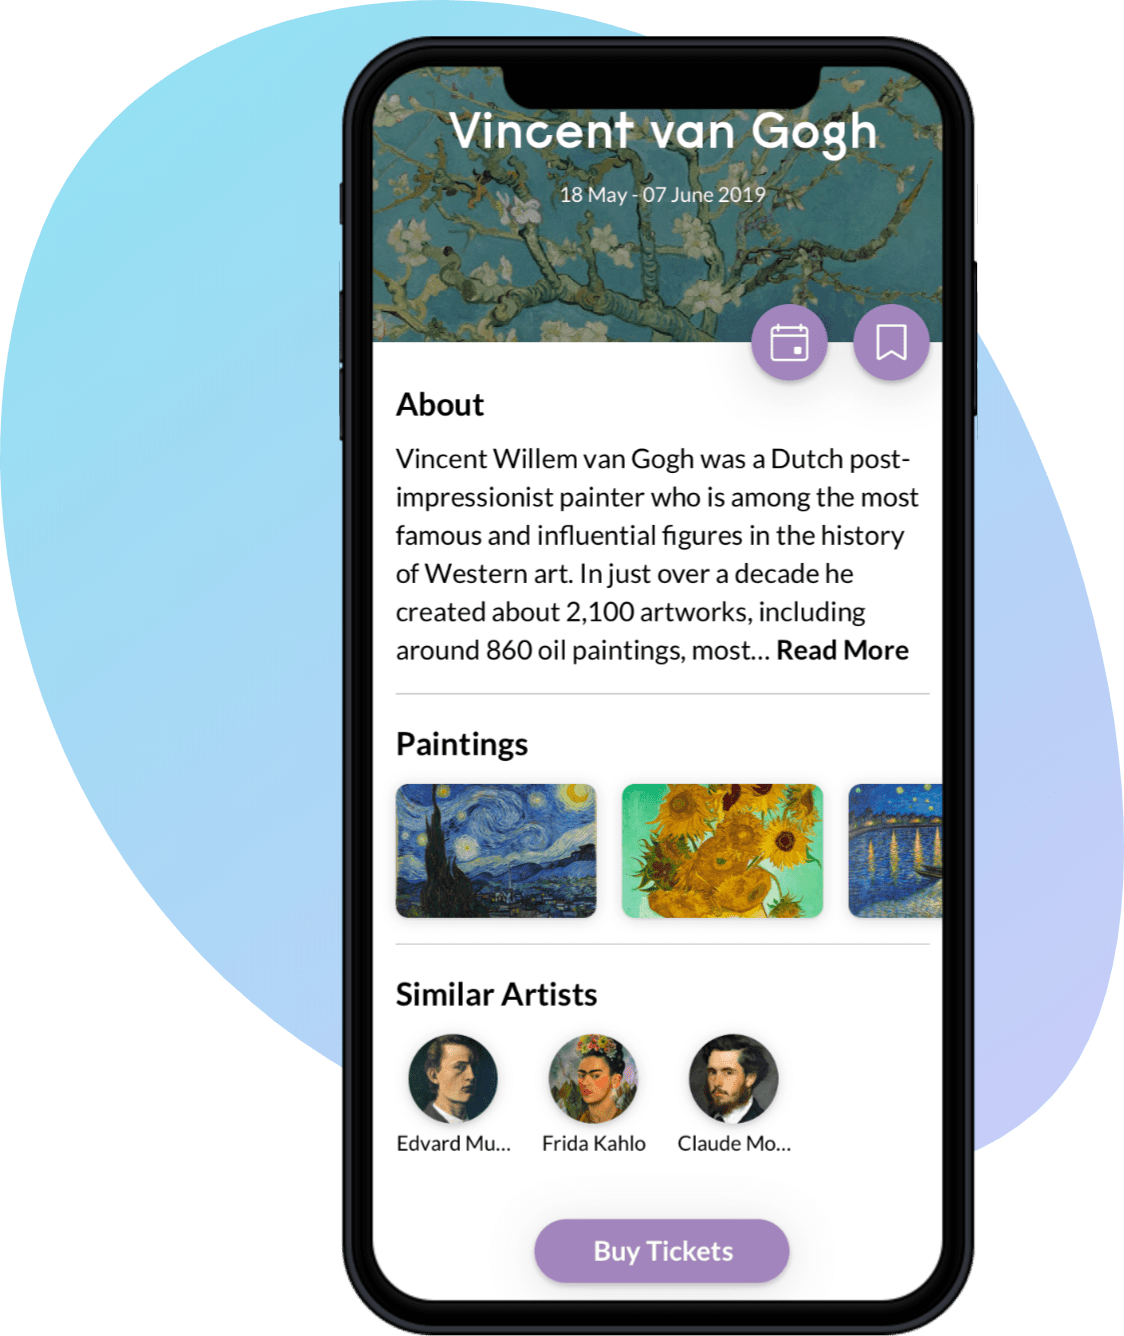 Vincent van Gogh
18 May - 07 June 2019
About
Vincent Willem van Gogh was a Dutch post-
impressionist painter who is among the most
famous and influential figures in the history
of Western art. In just over a decade he
created about 2,100 artworks, including
around 860 oil paintings, most... Read More
Paintings
Similar Artists
Edvard Mu... Frida Kahlo Claude Mo...
Buy Tickets